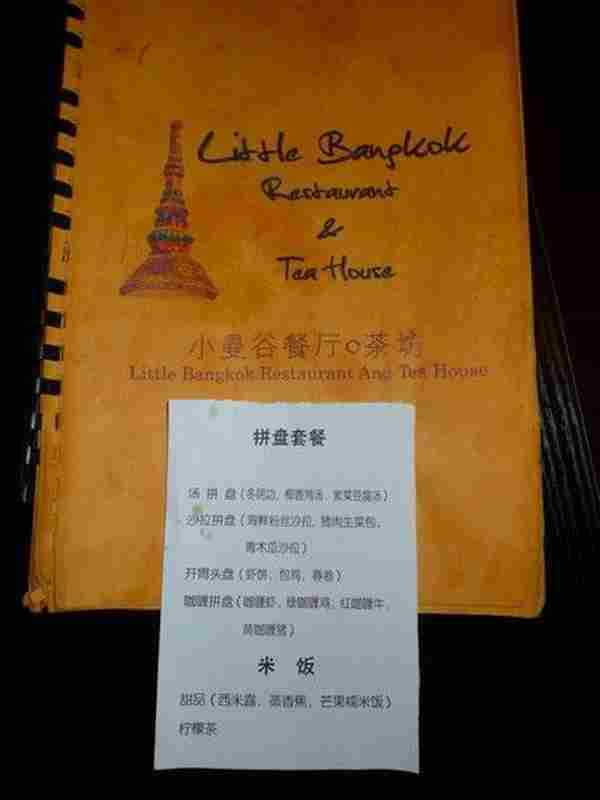 Little Bangkok
Restaurant
&
Tea House
小曼谷餐厅o茶坊
Little Bangkok Restaurant And Tea House
拼盘套餐
汤 拼 盘（冬阴功, 椰香鸡汤, 紫菜豆腐汤）
沙拉拼盘（海鲜粉丝沙拉, 猪肉生菜包,
青木瓜沙拉）
开胃头盘（虾饼, 包鸡, 春卷）
咖喱拼盘（咖喱虾, 绿咖喱鸡, 红咖喱牛,
黄咖喱猪）
米 饭
甜品（西米露, 蒸香蕉, 芒果糯米饭）
柠檬茶